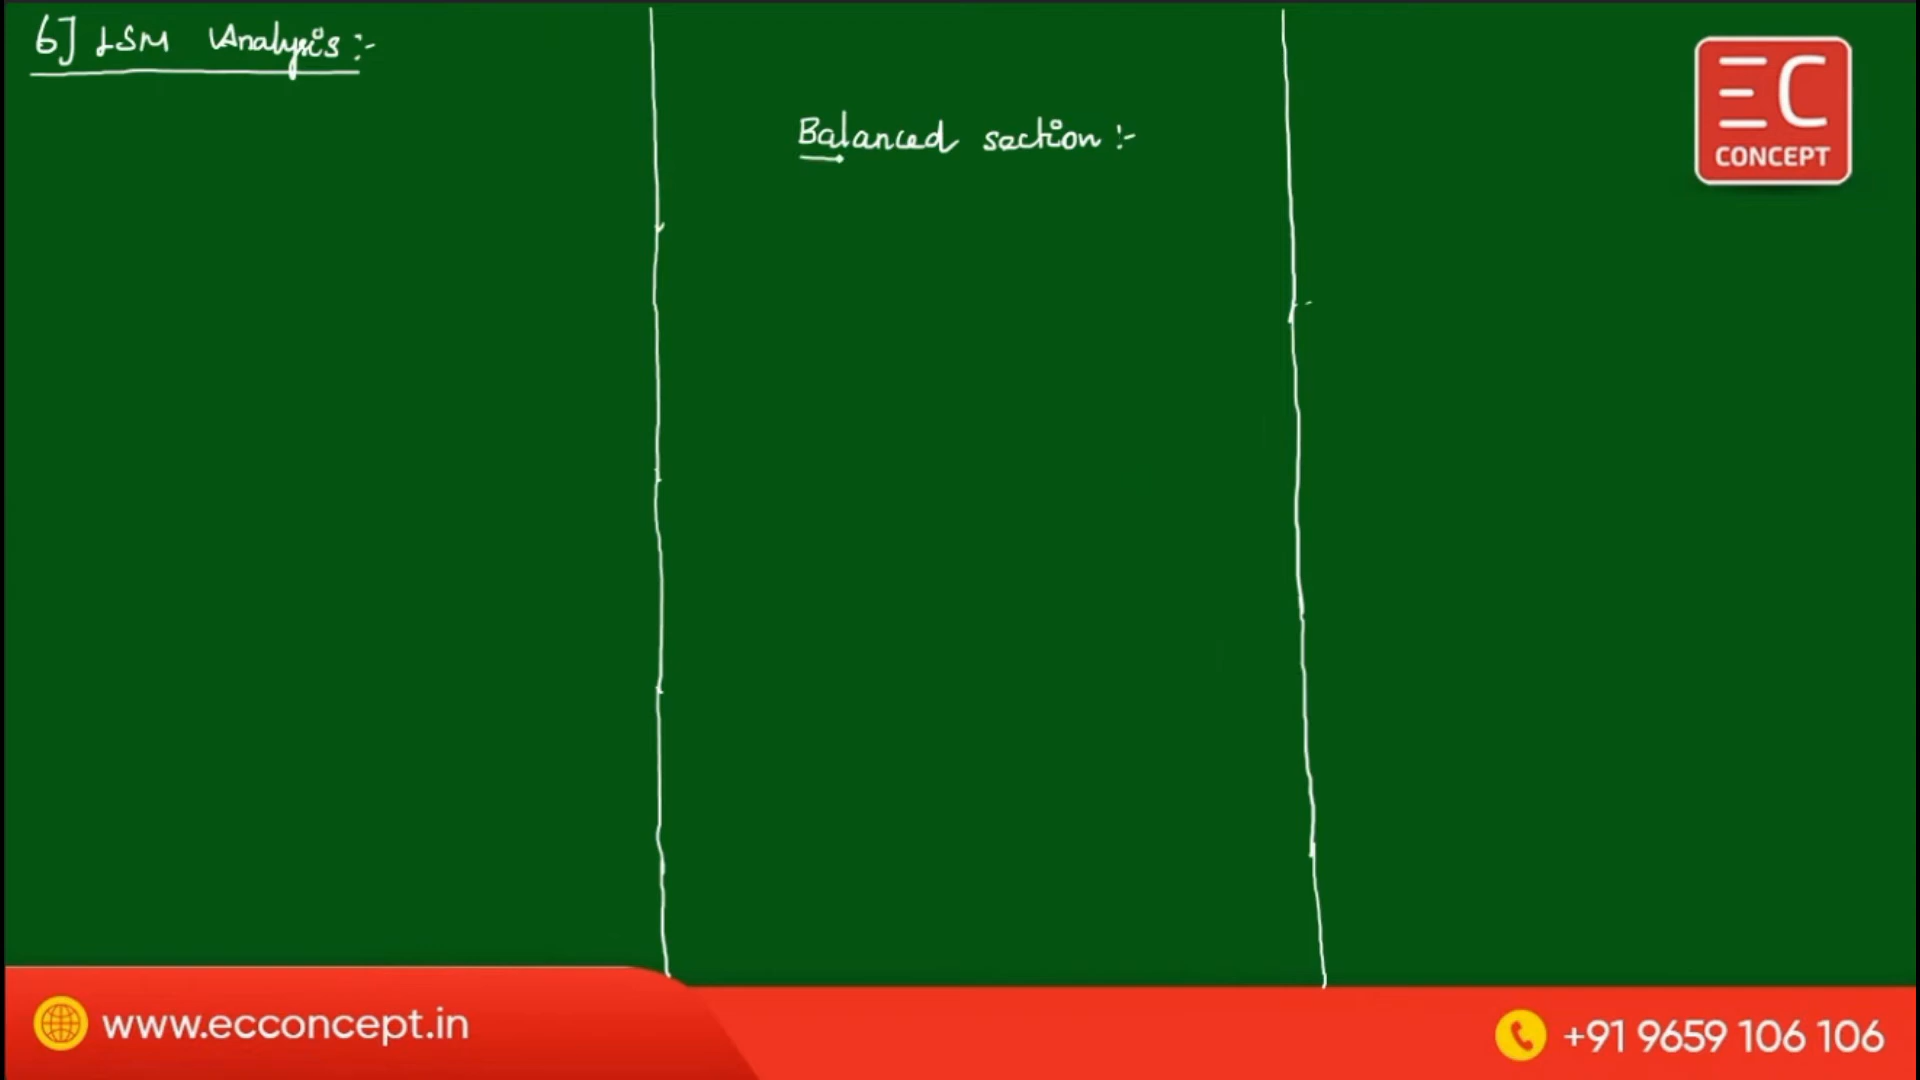 6] LSM Analysis :-
Balanced section :-
EC
CONCEPT
www.ecconcept.in
+91 9659 106 106